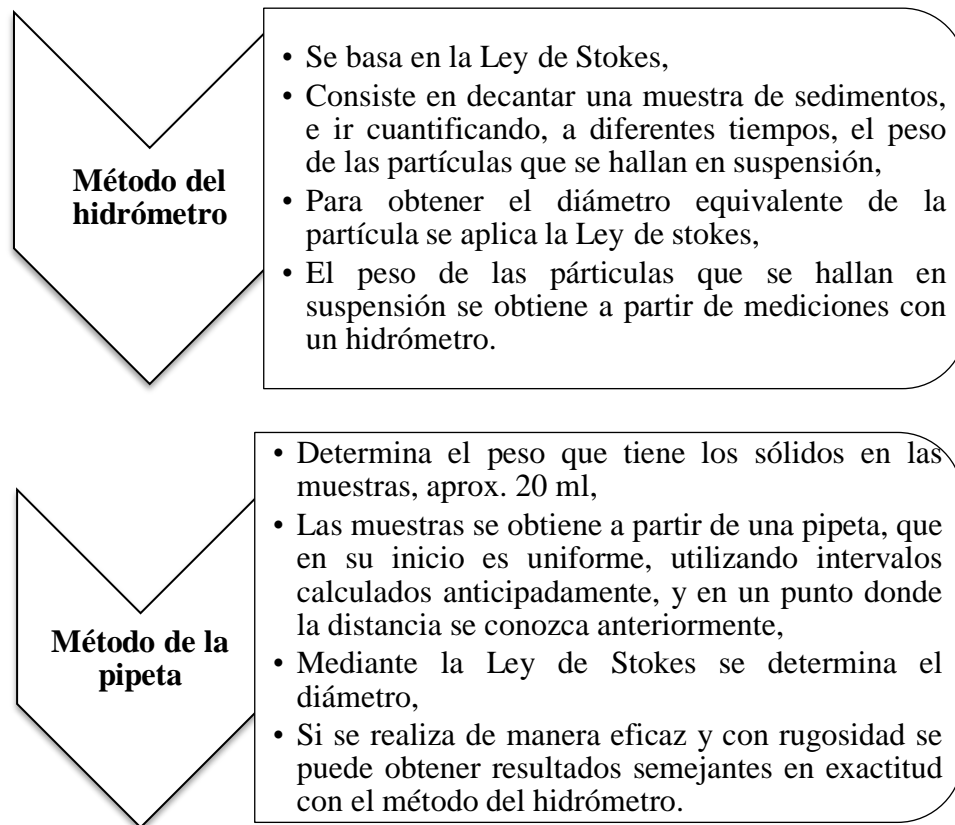 Método del
hidrómetro
• Se basa en la Ley de Stokes,
• Consiste en decantar una muestra de sedimentos,
e ir cuantificando, a diferentes tiempos, el peso
de las partículas que se hallan en suspensión,
• Para obtener el diámetro equivalente de la
partícula se aplica la Ley de stokes,
• El peso de las párticulas que se hallan en
suspensión se obtiene a partir de mediciones con
un hidrómetro.
Método de la
pipeta
• Determina el peso que tiene los sólidos en las
muestras, aprox. 20 ml,
• Las muestras se obtiene a partir de una pipeta, que
en su inicio es uniforme, utilizando intervalos
calculados anticipadamente, y en un punto donde
la distancia se conozca anteriormente,
• Mediante la Ley de Stokes se determina el
diámetro,
• Si se realiza de manera eficaz y con rugosidad se
puede obtener resultados semejantes en exactitud
con el método del hidrómetro.